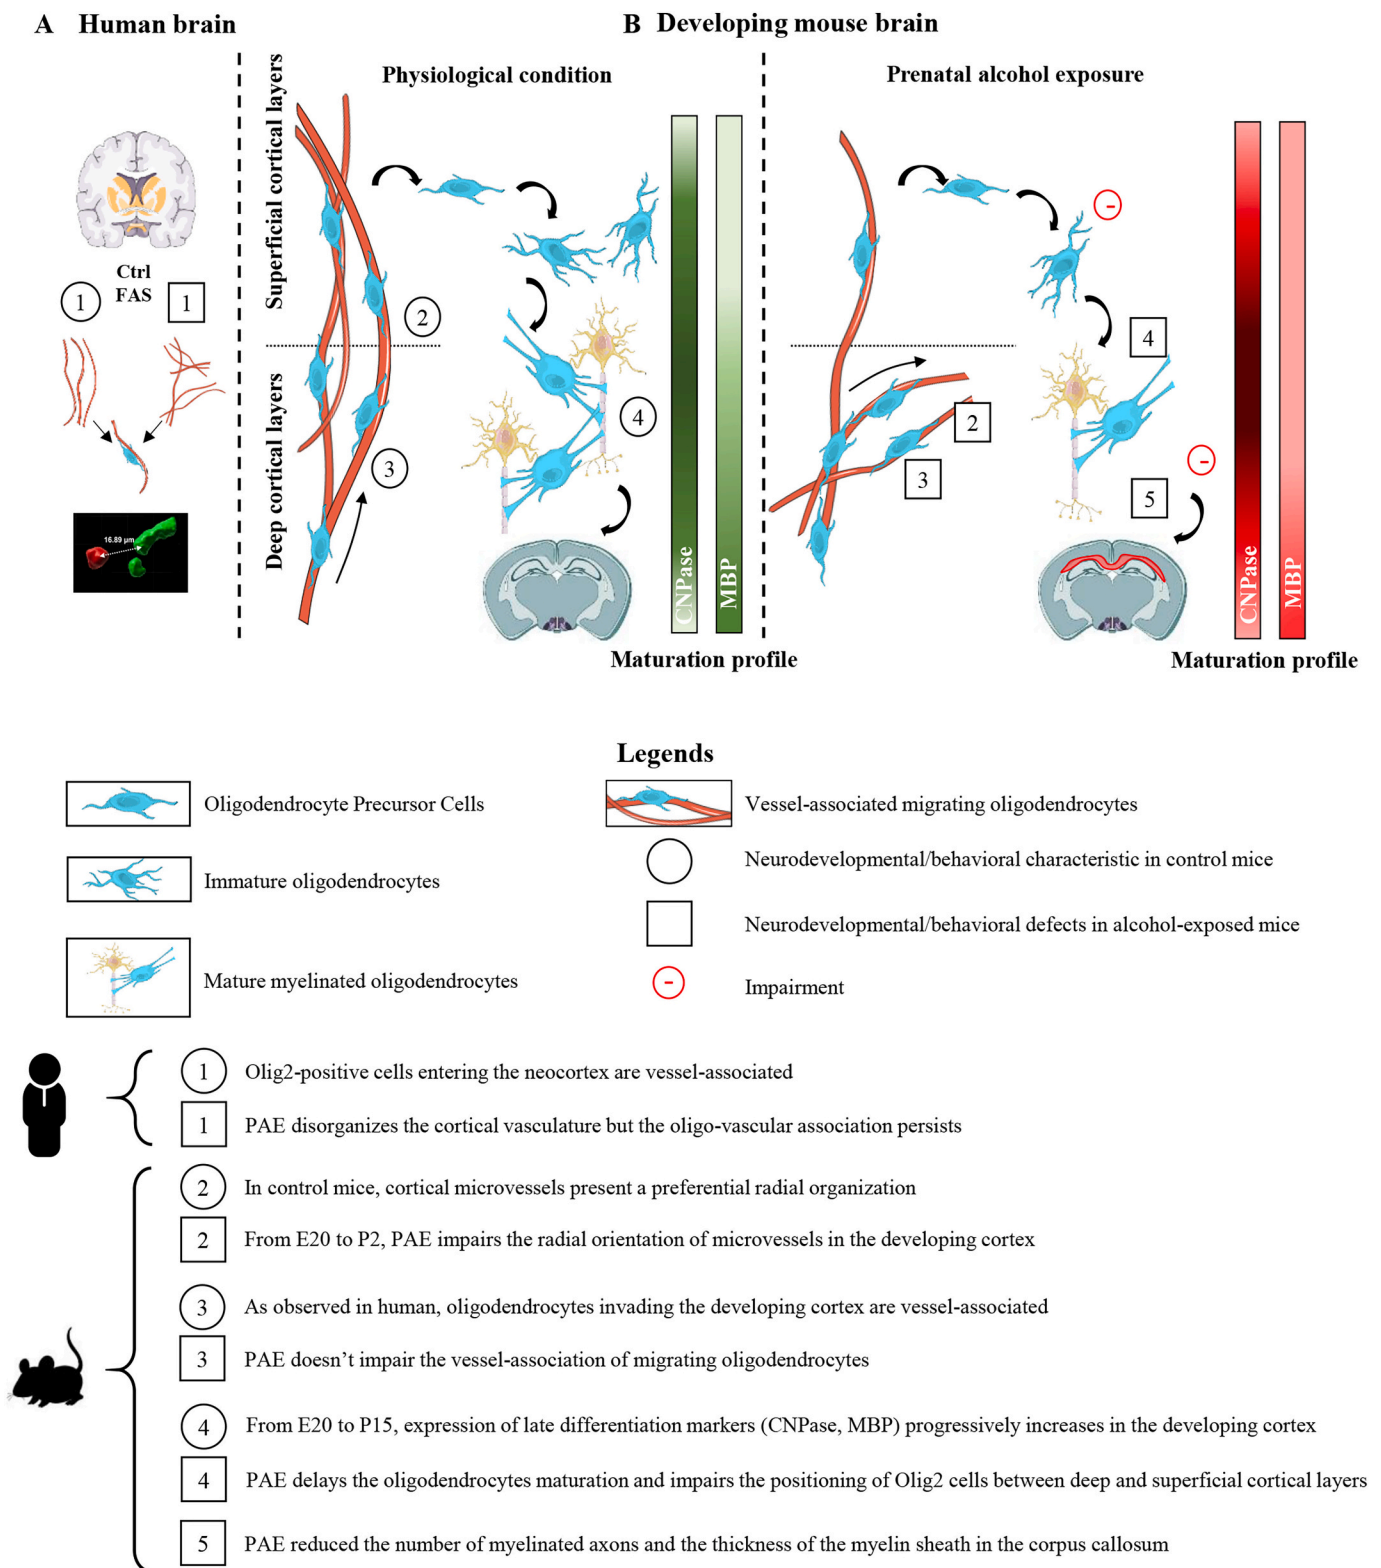 A Human brain
B Developing mouse brain
Physiological condition
Prenatal alcohol exposure
Superficial cortical layers
Deep cortical layers
Ctrl
FAS
1
1
16.89 µm
2
3
4
CNPase
MBP
Maturation profile
-
4
2
3
-
5
CNPase
MBP
Maturation profile
Legends
Oligodendrocyte Precursor Cells
Immature oligodendrocytes
Mature myelinated oligodendrocytes
Vessel-associated migrating oligodendrocytes
Neurodevelopmental/behavioral characteristic in control mice
Neurodevelopmental/behavioral defects in alcohol-exposed mice
- Impairment
1 Olig2-positive cells entering the neocortex are vessel-associated
1 PAE disorganizes the cortical vasculature but the oligo-vascular association persists
2 In control mice, cortical microvessels present a preferential radial organization
2 From E20 to P2, PAE impairs the radial orientation of microvessels in the developing cortex
3 As observed in human, oligodendrocytes invading the developing cortex are vessel-associated
3 PAE doesn’t impair the vessel-association of migrating oligodendrocytes
4 From E20 to P15, expression of late differentiation markers (CNPase, MBP) progressively increases in the developing cortex
4 PAE delays the oligodendrocytes maturation and impairs the positioning of Olig2 cells between deep and superficial cortical layers
5 PAE reduced the number of myelinated axons and the thickness of the myelin sheath in the corpus callosum